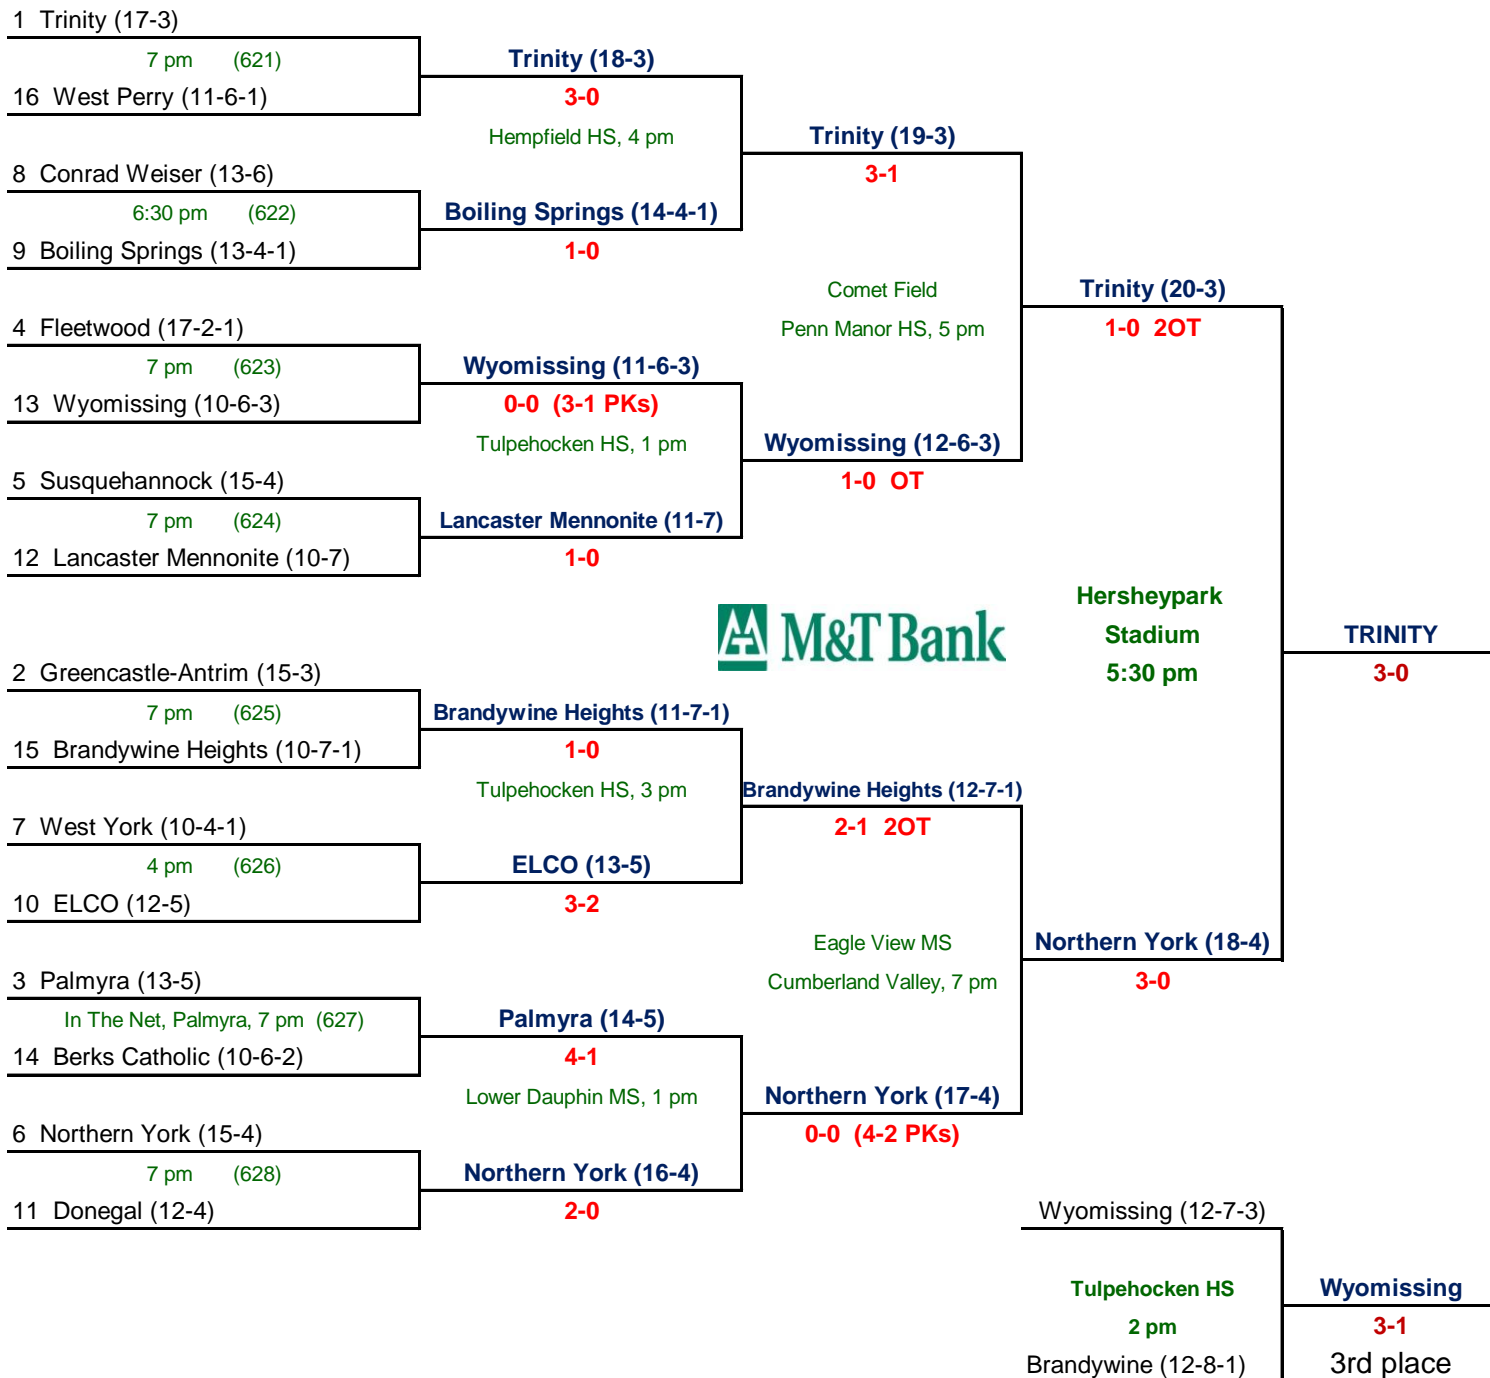 1 Trinity (17-3)
7 pm (621)
16 West Perry (11-6-1)
8 Conrad Weiser (13-6)
6:30 pm (622)
9 Boiling Springs (13-4-1)
4 Fleetwood (17-2-1)
7 pm (623)
13 Wyomissing (10-6-3)
5 Susquehannock (15-4)
7 pm (624)
12 Lancaster Mennonite (10-7)
2 Greencastle-Antrim (15-3)
7 pm (625)
15 Brandywine Heights (10-7-1)
7 West York (10-4-1)
4 pm (626)
10 ELCO (12-5)
3 Palmyra (13-5)
In The Net, Palmyra, 7 pm (627)
14 Berks Catholic (10-6-2)
6 Northern York (15-4)
7 pm (628)
11 Donegal (12-4)
Trinity (18-3)
3-0
Hempfield HS, 4 pm
Boiling Springs (14-4-1)
1-0
Wyomissing (11-6-3)
0-0 (3-1 PKs)
Tulpehocken HS, 1 pm
Lancaster Mennonite (11-7)
1-0
Brandywine Heights (11-7-1)
1-0
Tulpehocken HS, 3 pm
ELCO (13-5)
3-2
Palmyra (14-5)
4-1
Lower Dauphin MS, 1 pm
Northern York (16-4)
2-0
Trinity (19-3)
3-1
Comet Field
Penn Manor HS, 5 pm
Wyomissing (12-6-3)
1-0 OT
M&T Bank
Brandywine Heights (12-7-1)
2-1 2OT
Eagle View MS
Cumberland Valley, 7 pm
Northern York (17-4)
0-0 (4-2 PKs)
Trinity (20-3)
1-0 2OT
Hersheypark
Stadium
5:30 pm
Northern York (18-4)
3-0
TRINITY
3-0
Wyomissing (12-7-3)
Tulpehocken HS
2 pm
Brandywine (12-8-1)
Wyomissing
3-1
3rd place